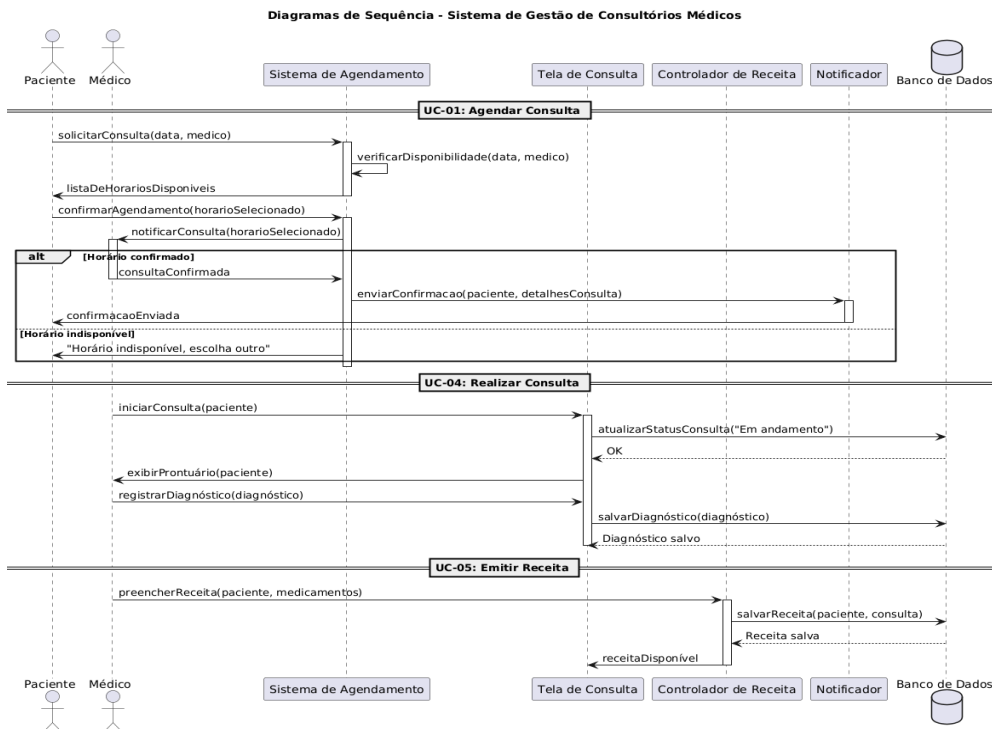 Diagramas de Sequência - Sistema de Gestão de Consultórios Médicos
Paciente
Médico
Sistema de Agendamento
Tela de Consulta
Controlador de Receita
Notificador
Banco de Dados
UC-01: Agendar Consulta
solicitarConsulta(data, medico)
verificarDisponibilidade(data, medico)
listaDeHorariosDisponiveis
confirmarAgendamento(horarioSelecionado)
notificarConsulta(horarioSelecionado)
alt
[Horário confirmado]
consultaConfirmada
enviarConfirmacao(paciente, detalhesConsulta)
confirmacaoEnviada
[Horário indisponível]
"Horário indisponível, escolha outro"
UC-04: Realizar Consulta
iniciarConsulta(paciente)
atualizarStatusConsulta("Em andamento")
OK
exibirProntuário(paciente)
registrarDiagnóstico(diagnóstico)
salvarDiagnóstico(diagnóstico)
Diagnóstico salvo
UC-05: Emitir Receita
preencherReceita(paciente, medicamentos)
salvarReceita(paciente, consulta)
Receita salva
receitaDisponível
Paciente
Médico
Sistema de Agendamento
Tela de Consulta
Controlador de Receita
Notificador
Banco de Dados